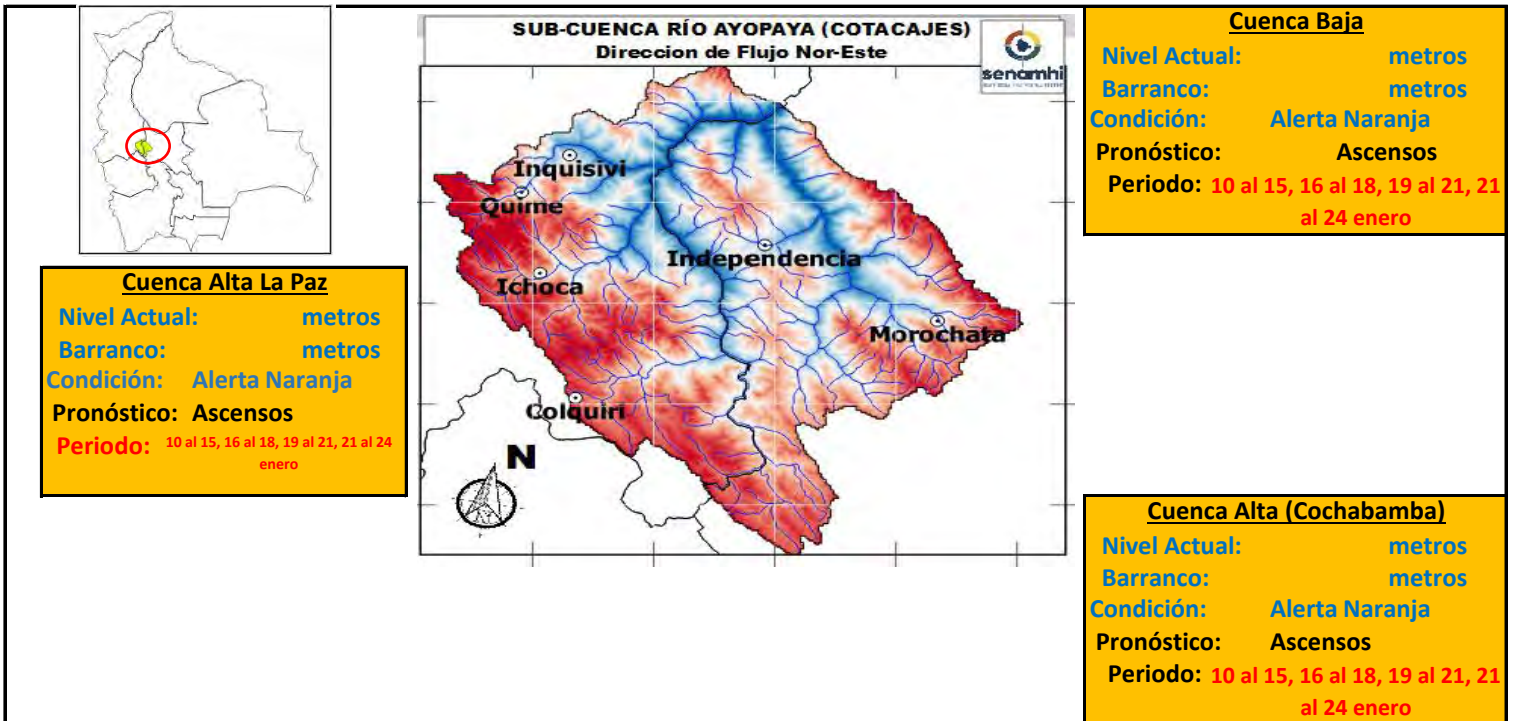 SUB-CUENCA RÍO AYOPAYA (COTACAJES)
Direccion de Flujo Nor-Este
senamhi
Inquisivi
Quime
Independencia
Ichoca
Morochata
Colquiri
N
Cuenca Alta La Paz
Nivel Actual: metros
Barranco: metros
Condición: Alerta Naranja
Pronóstico: Ascensos
Periodo: 10 al 15, 16 al 18, 19 al 21, 21 al 24
enero
Cuenca Baja
Nivel Actual: metros
Barranco: metros
Condición: Alerta Naranja
Pronóstico: Ascensos
Periodo: 10 al 15, 16 al 18, 19 al 21, 21
al 24 enero
Cuenca Alta (Cochabamba)
Nivel Actual: metros
Barranco: metros
Condición: Alerta Naranja
Pronóstico: Ascensos
Periodo: 10 al 15, 16 al 18, 19 al 21, 21
al 24 enero